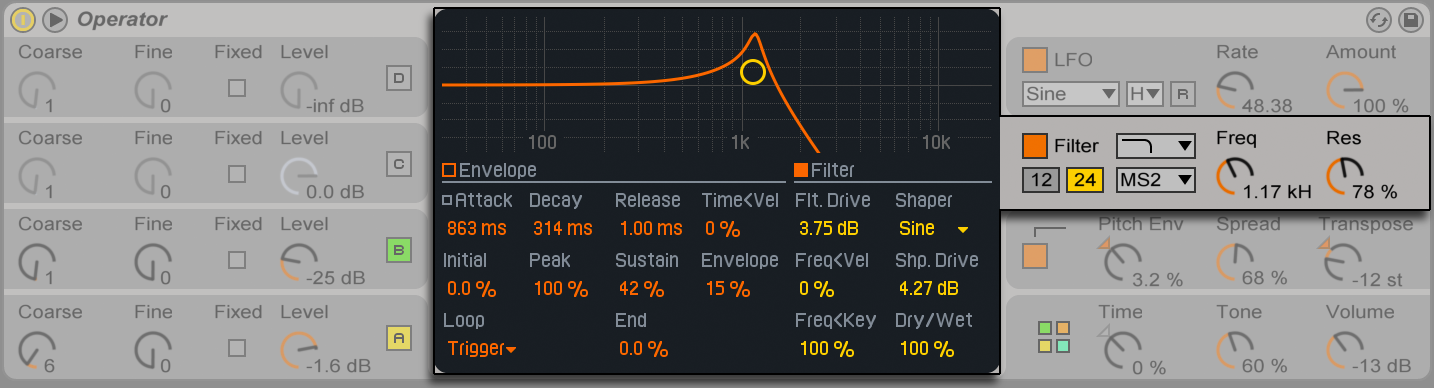 Operator
Coarse Fine Fixed Level
1 0 -inf dB D
Coarse Fine Fixed Level
1 0 0.0 dB C
Coarse Fine Fixed Level
1 0 -25 dB B
Coarse Fine Fixed Level
6 0 -1.6 dB A
100 1k 10k
Envelope Filter
Attack Decay Release Time<Vel Flt. Drive Shaper
863 ms 314 ms 1.00 ms 0 % 3.75 dB Sine
Initial Peak Sustain Envelope Freq<Vel Shp. Drive
0.0 % 100 % 42 % 15 % 0 % 4.27 dB
Loop End Freq<Key Dry/Wet
Trigger 0.0 % 100 % 100 %
LFO Rate Amount
Sine H R 48.38 100 %
Filter Freq Res
12 24 MS2 1.17 kH 78 %
Pitch Env Spread Transpose
3.2 % 68 % -12 st
Time Tone Volume
0 % 60 % -13 dB